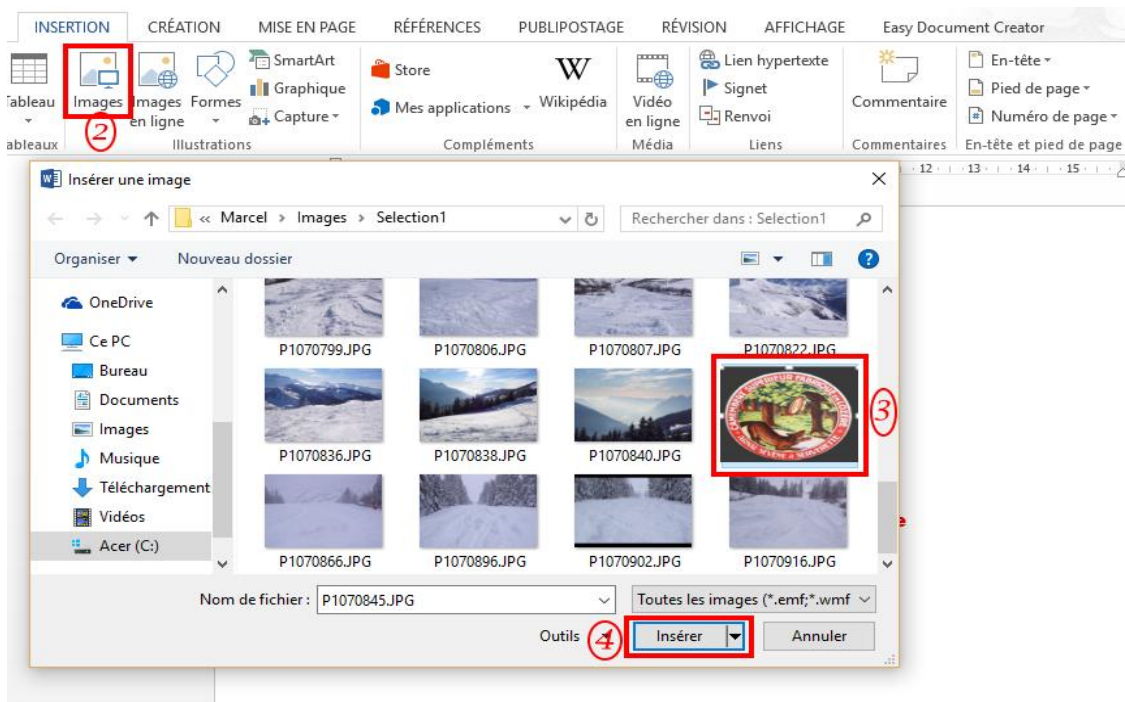 INSERTION CRÉATION MISE EN PAGE RÉFÉRENCES PUBLIPOSTAGE RÉVISION AFFICHAGE Easy Document Creator
Tableau
Images
2
Images en ligne
Formes
SmartArt
Graphique
Capture
Store
Mes applications
W
Wikipédia
Vidéo en ligne
Lien hypertexte
Signet
Renvoi
Commentaire
En-tête
Pied de page
#
Numéro de page
ableaux Illustrations Compléments Média Liens Commentaires En-tête et pied de page
12 13 14 15
Insérer une image
« Marcel > Images > Selection1
Rechercher dans : Selection1
Organiser Nouveau dossier
?
OneDrive
Ce PC
Bureau
Documents
Images
Musique
Téléchargement
Vidéos
Acer (C:)
P1070799.JPG P1070806.JPG P1070807.JPG P1070822.JPG
CAMEMBERT SUPERIEUR
P1070836.JPG P1070838.JPG P1070840.JPG
3
P1070866.JPG P1070896.JPG P1070902.JPG P1070916.JPG
e
Nom de fichier : P1070845.JPG Toutes les images (*.emf;*.wmf
Outils 4 Insérer Annuler